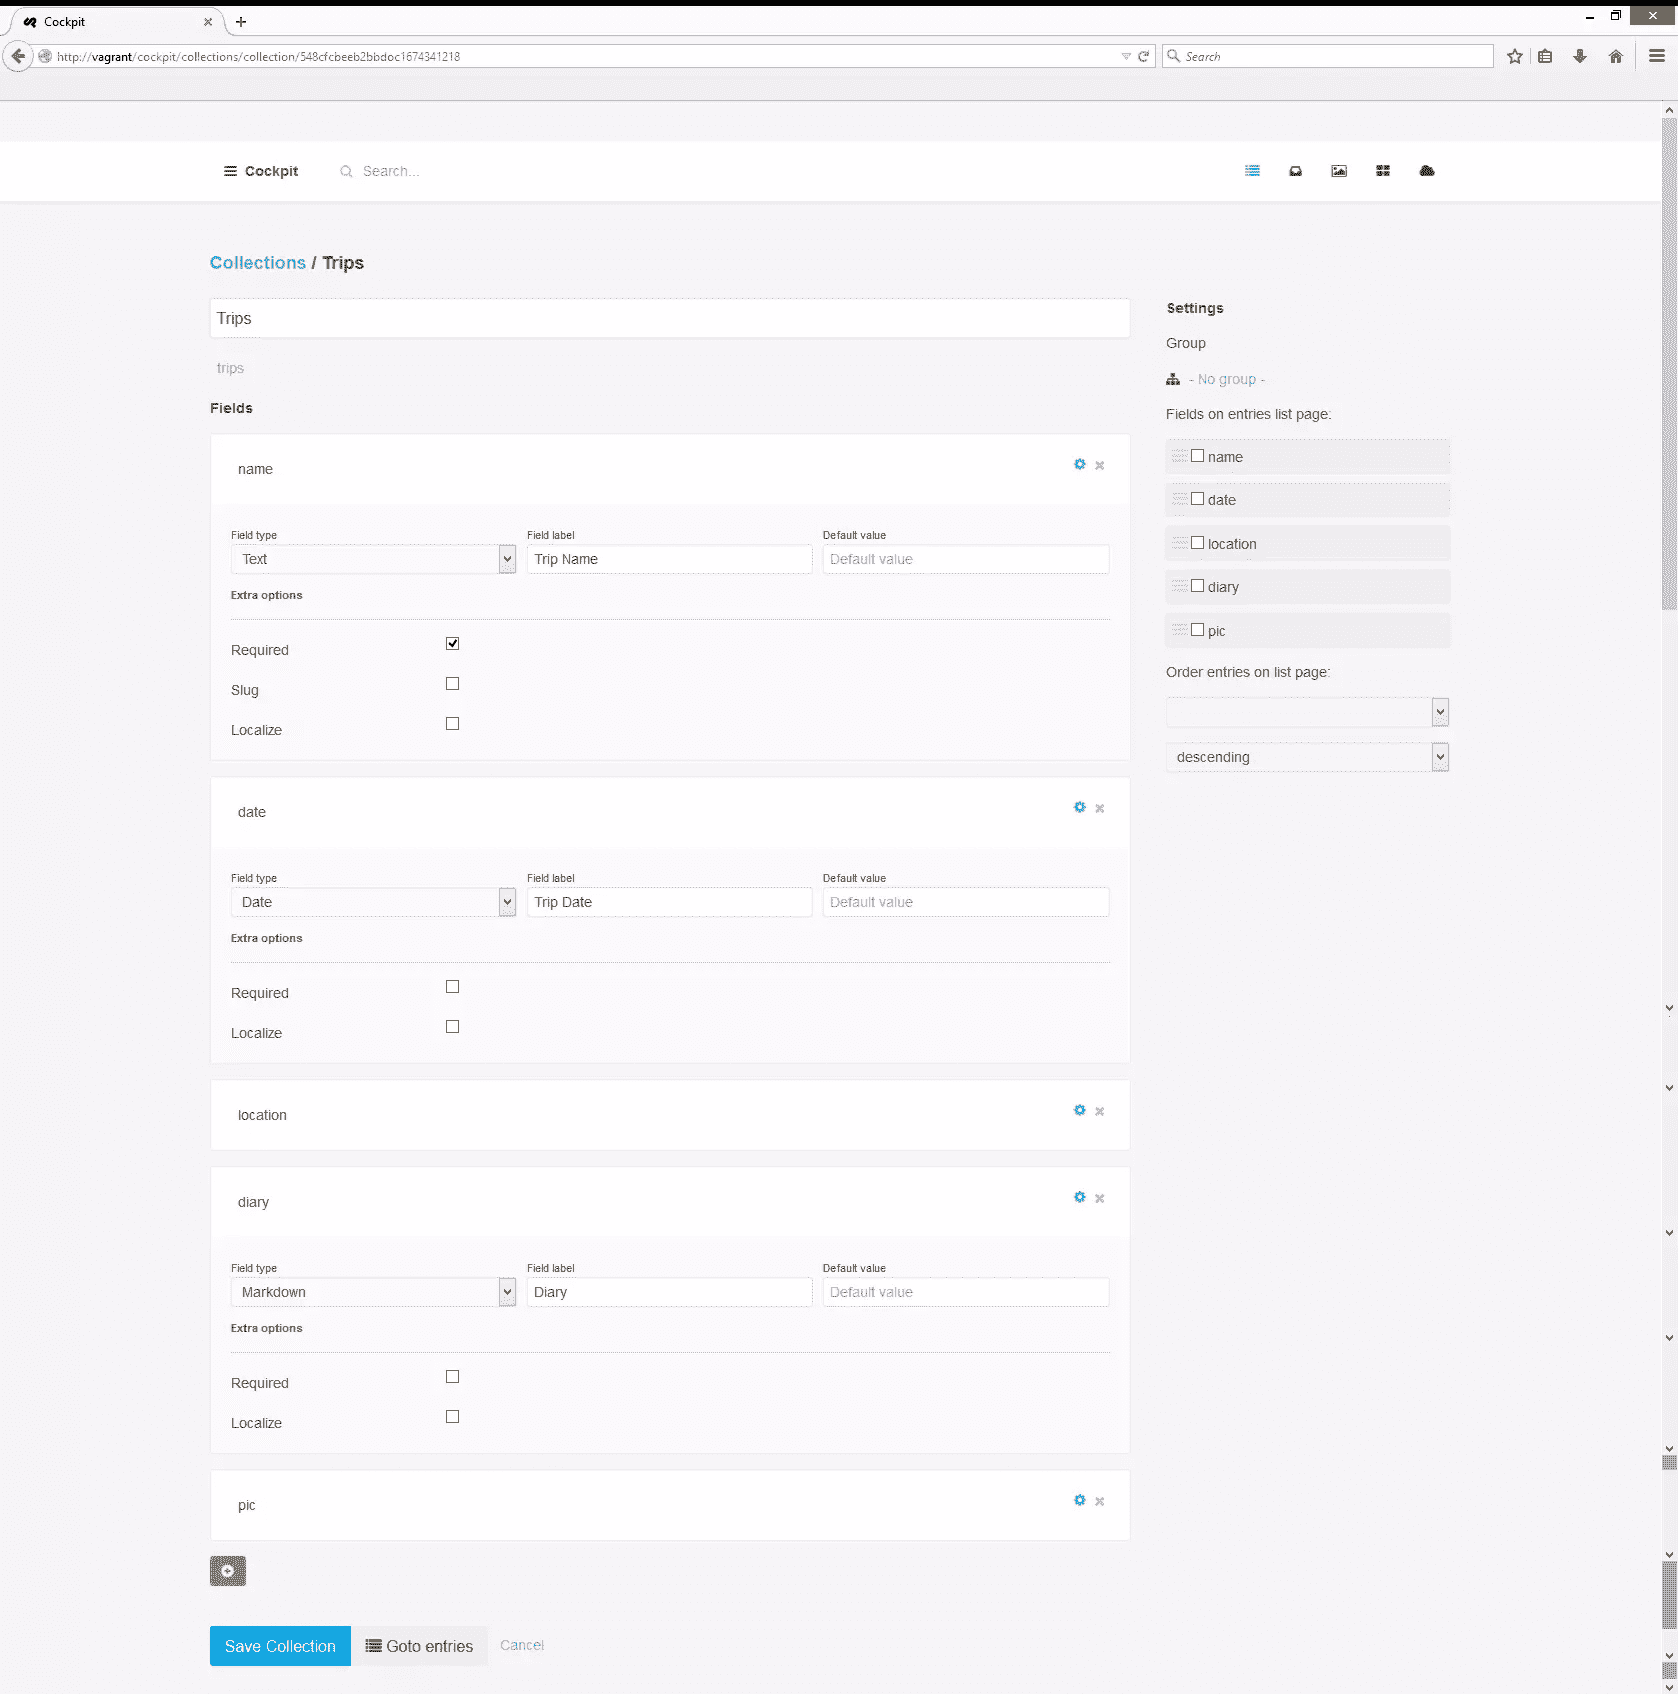 Cockpit
http://vagrant/cockpit/collections/collection/548cfcbeeb2bbdoc1674341218
Search
Cockpit
Search...
Collections / Trips
Trips
trips
Fields
name
Field type
Field label
Default value
Text
Trip Name
Default value
Extra options
Required
Slug
Localize
date
Field type
Field label
Default value
Date
Trip Date
Default value
Extra options
Required
Localize
location
diary
Field type
Field label
Default value
Markdown
Diary
Default value
Extra options
Required
Localize
pic
Save Collection
Goto entries
Cancel
Settings
Group
- No group -
Fields on entries list page:
name
date
location
diary
pic
Order entries on list page:
descending